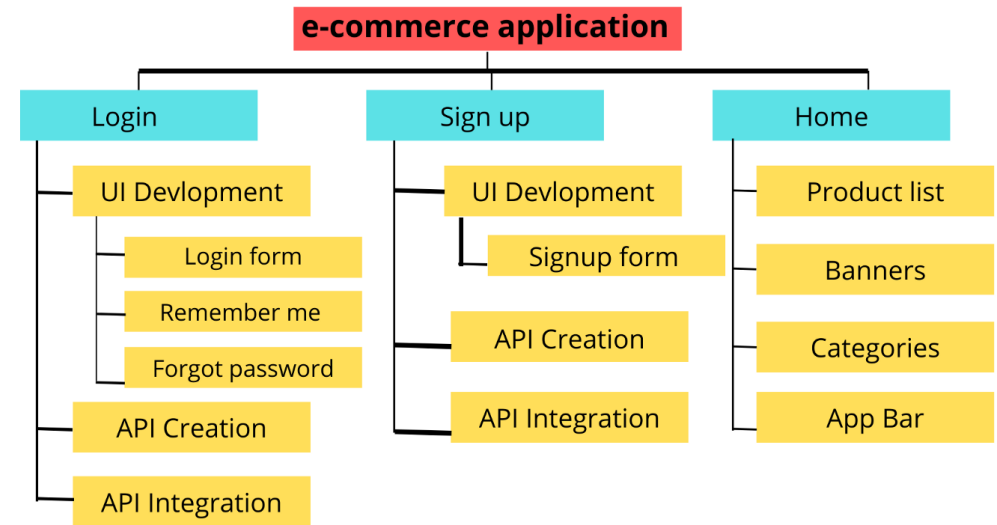 e-commerce application
Login
UI Devlopment
Login form
Remember me
Forgot password
API Creation
API Integration
Sign up
UI Devlopment
Signup form
API Creation
API Integration
Home
Product list
Banners
Categories
App Bar